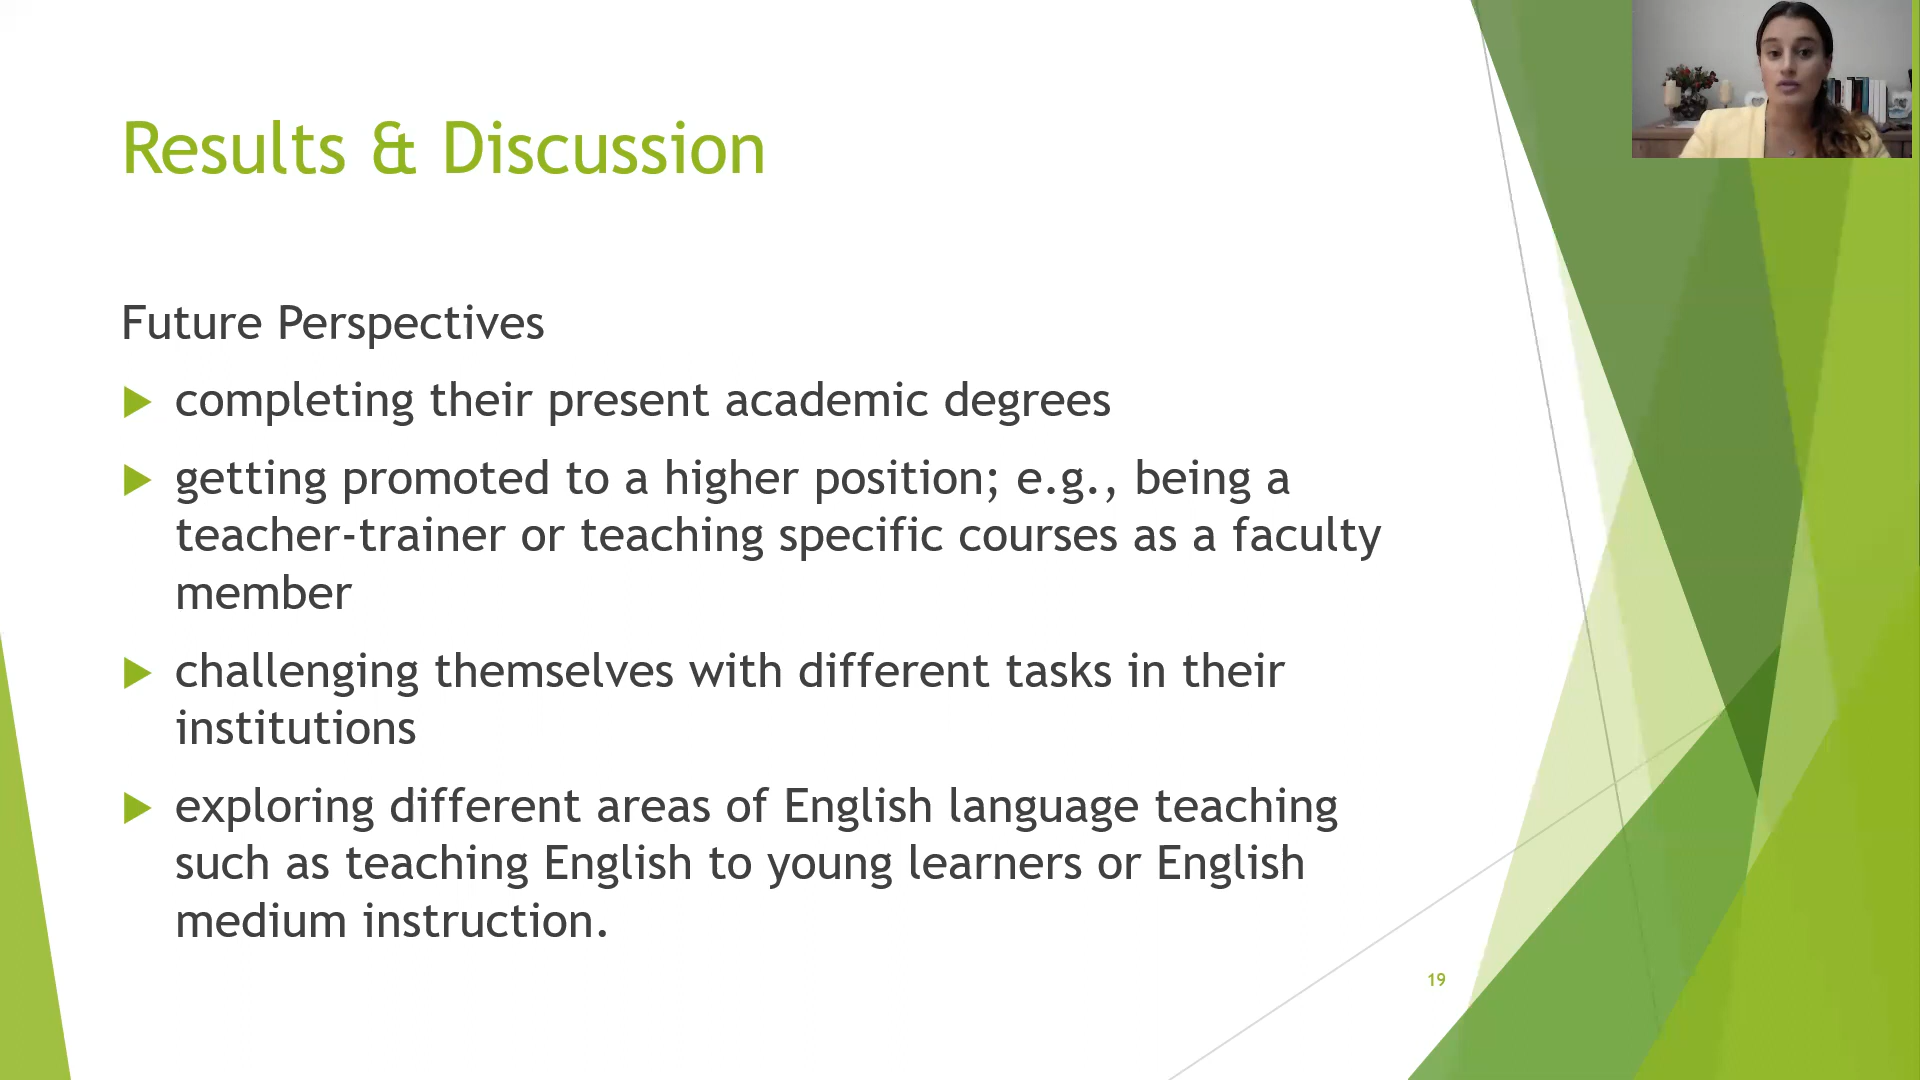 Results & Discussion
Future Perspectives
completing their present academic degrees
getting promoted to a higher position; e.g., being a
teacher-trainer or teaching specific courses as a faculty
member
challenging themselves with different tasks in their
institutions
exploring different areas of English language teaching
such as teaching English to young learners or English
medium instruction.
19